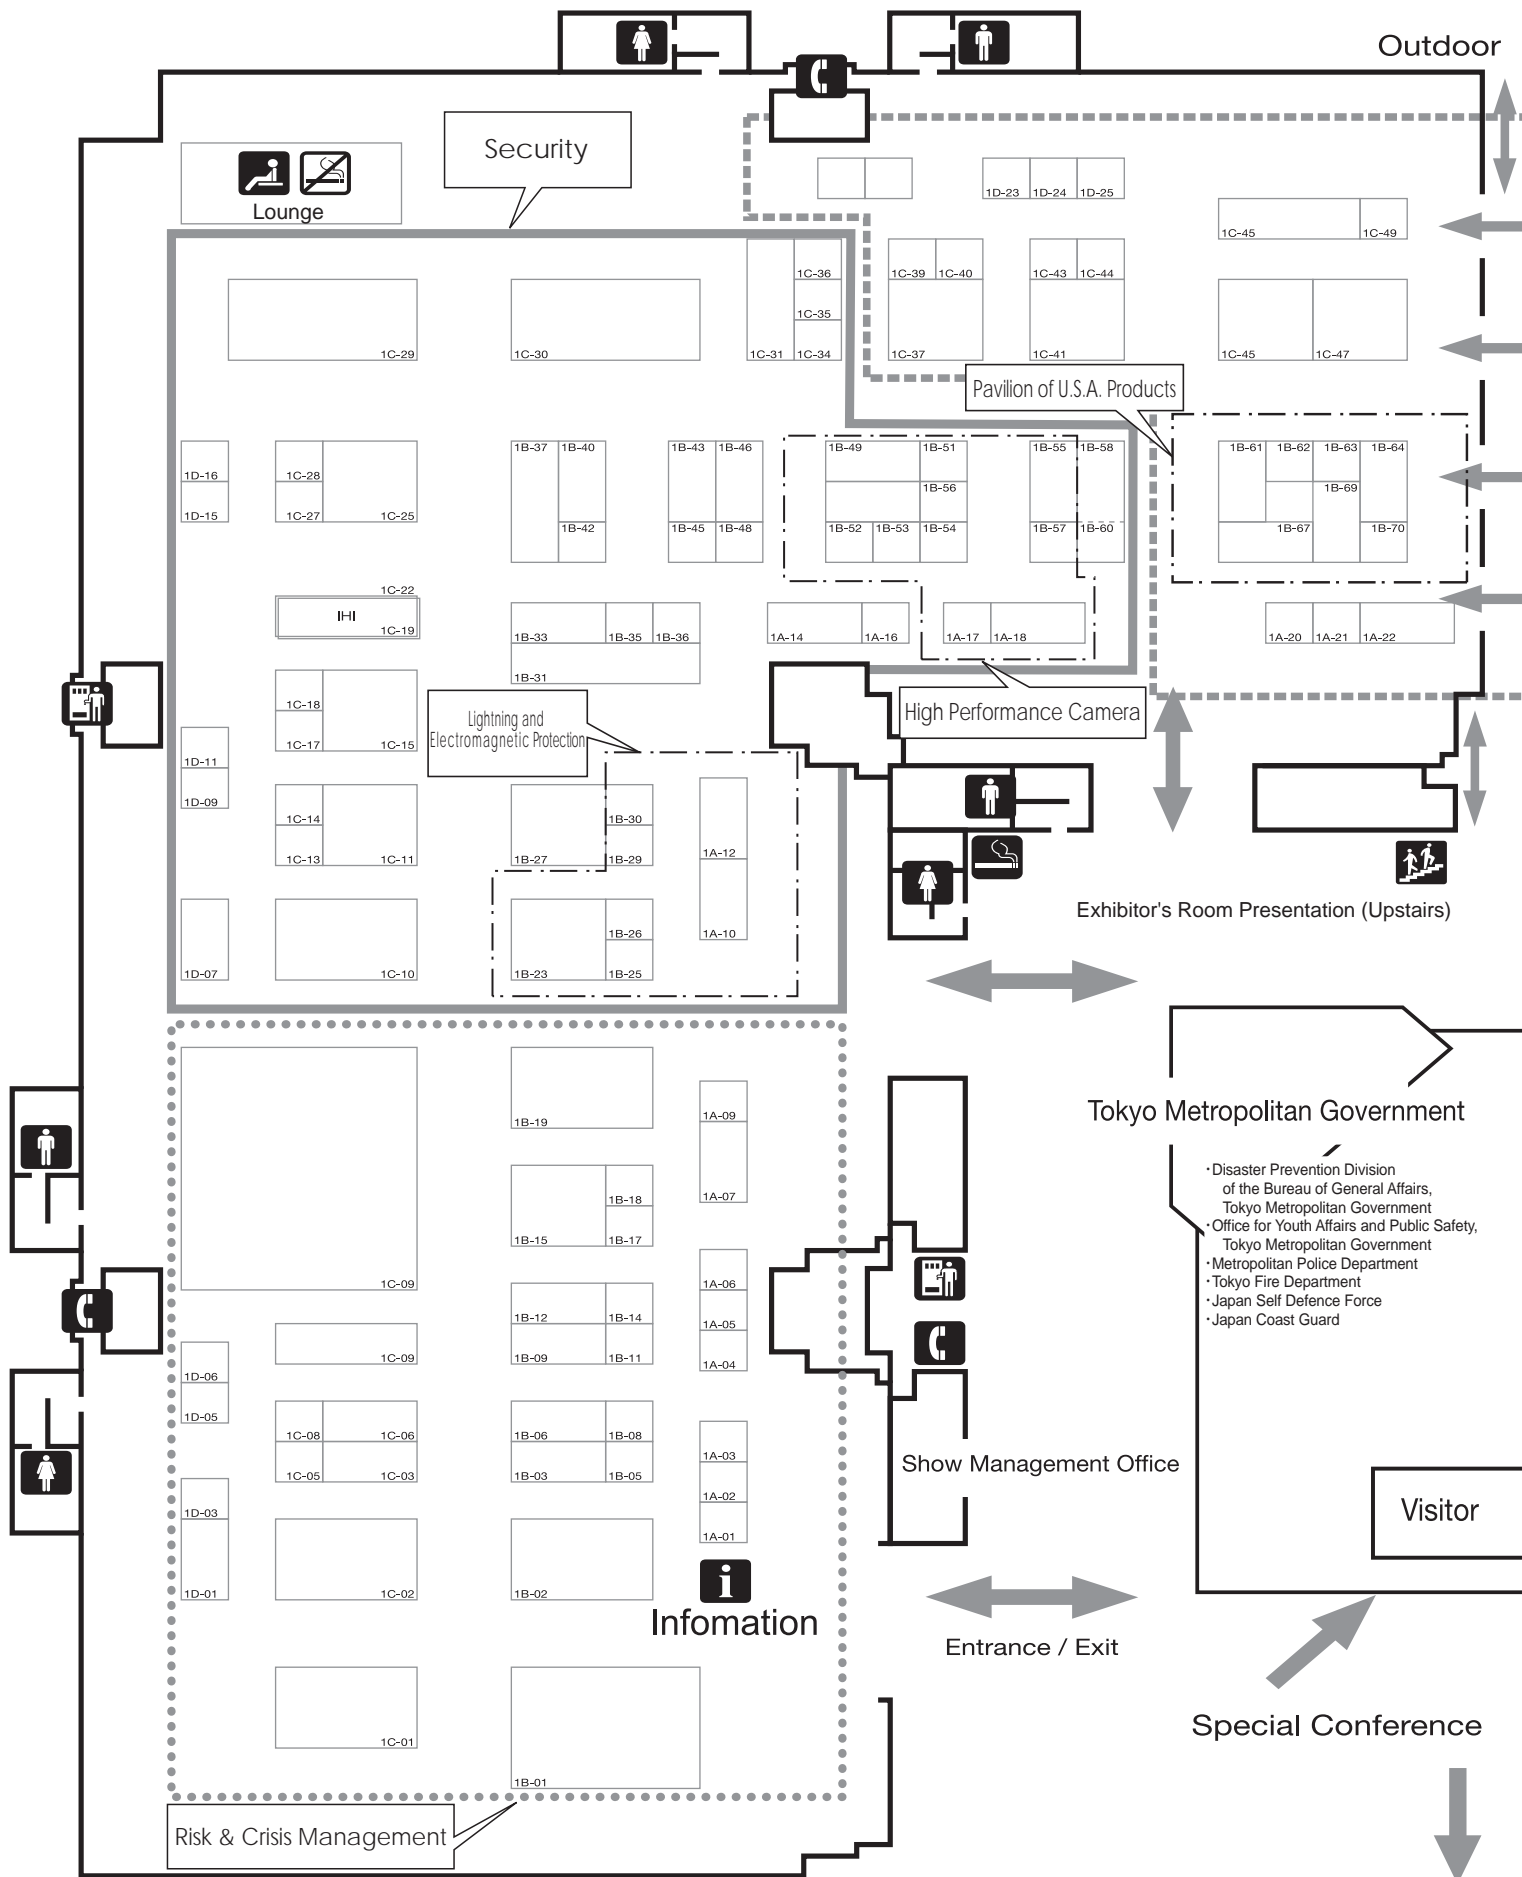 Outdoor
Security
Lounge
1D-23
1D-24
1D-25
1C-45
1C-49
1C-36
1C-39
1C-40
1C-43
1C-44
1C-35
1C-29
1C-30
1C-31
1C-34
1C-37
1C-41
1C-45
1C-47
Pavilion of U.S.A. Products
1D-16
1C-28
1B-37
1B-40
1B-43
1B-46
1B-49
1B-51
1B-55
1B-58
1B-61
1B-62
1B-63
1B-64
1B-56
1B-69
1D-15
1C-27
1C-25
1B-42
1B-45
1B-48
1B-52
1B-53
1B-54
1B-57
1B-60
1B-67
1B-70
1C-22
IHI
1C-19
1B-33
1B-35
1B-36
1A-14
1A-16
1A-17
1A-18
1A-20
1A-21
1A-22
1B-31
1C-18
Lightning and
Electromagnetic Protection
High Performance Camera
1C-17
1C-15
1D-11
1D-09
1C-14
1B-30
1C-13
1C-11
1B-27
1B-29
1A-12
Exhibitor's Room Presentation (Upstairs)
1B-26
1A-10
1D-07
1C-10
1B-23
1B-25
1B-19
1A-09
Tokyo Metropolitan Government
・Disaster Prevention Division
of the Bureau of General Affairs,
Tokyo Metropolitan Government
・Office for Youth Affairs and Public Safety,
Tokyo Metropolitan Government
・Metropolitan Police Department
・Tokyo Fire Department
・Japan Self Defence Force
・Japan Coast Guard
1B-18
1A-07
1B-15
1B-17
1C-09
1A-06
1B-12
1B-14
1A-05
1C-09
1B-09
1B-11
1A-04
1D-06
1D-05
1C-08
1C-06
1B-06
1B-08
1A-03
Show Management Office
1C-05
1C-03
1B-03
1B-05
1A-02
1D-03
1A-01
Visitor
1D-01
1C-02
1B-02
i
Infomation
Entrance / Exit
Special Conference
1C-01
1B-01
Risk & Crisis Management